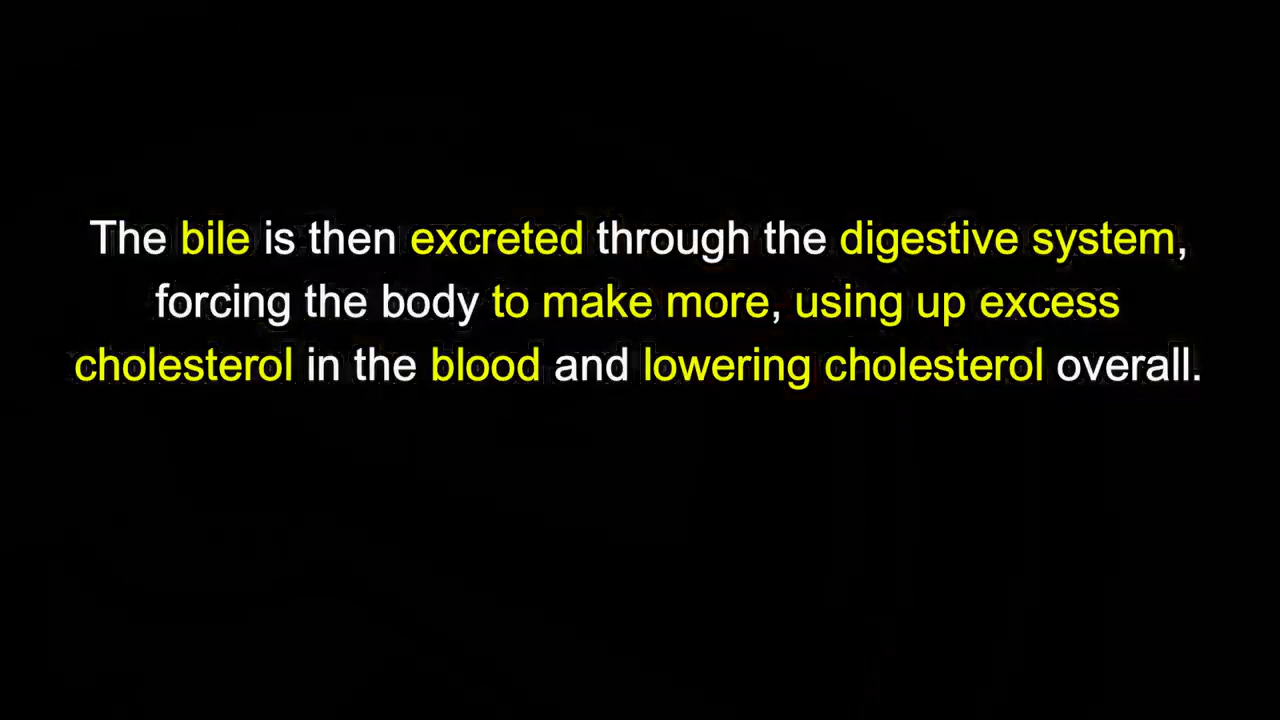 The bile is then excreted through the digestive system,
forcing the body to make more, using up excess
cholesterol in the blood and lowering cholesterol overall.